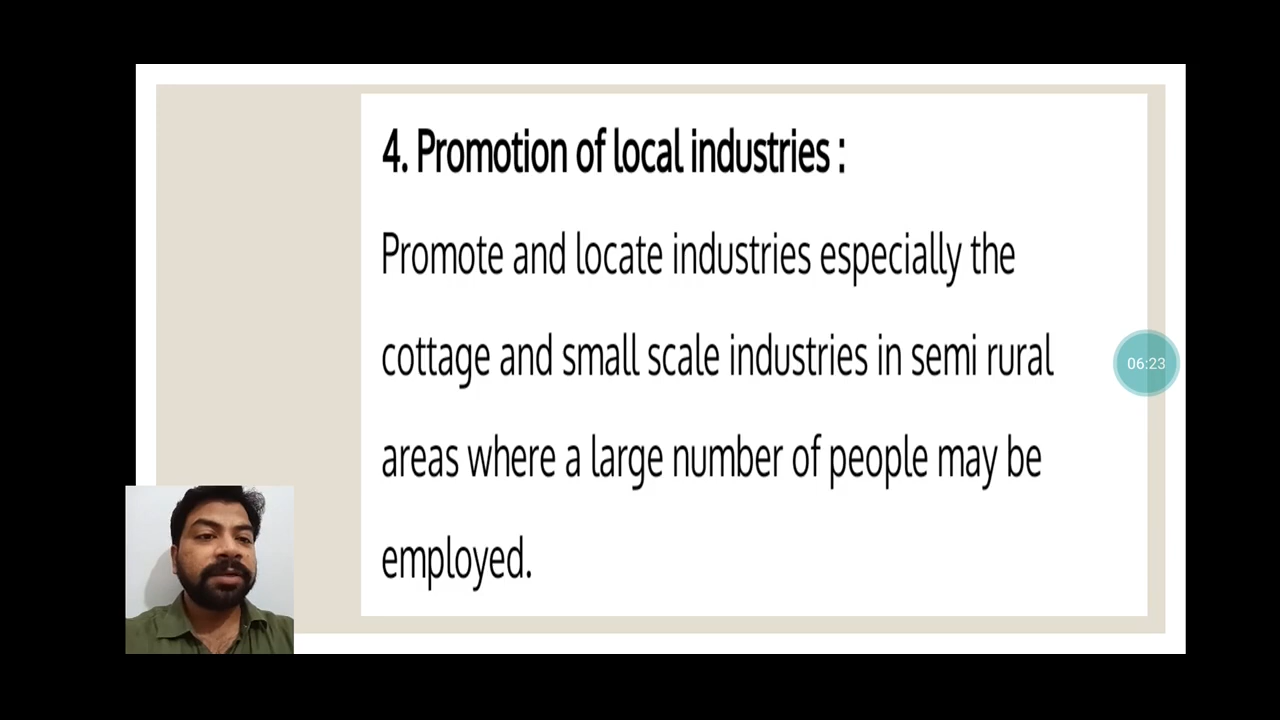 4. Promotion of local industries :
Promote and locate industries especially the
cottage and small scale industries in semi rural
areas where a large number of people may be
employed.
06:23